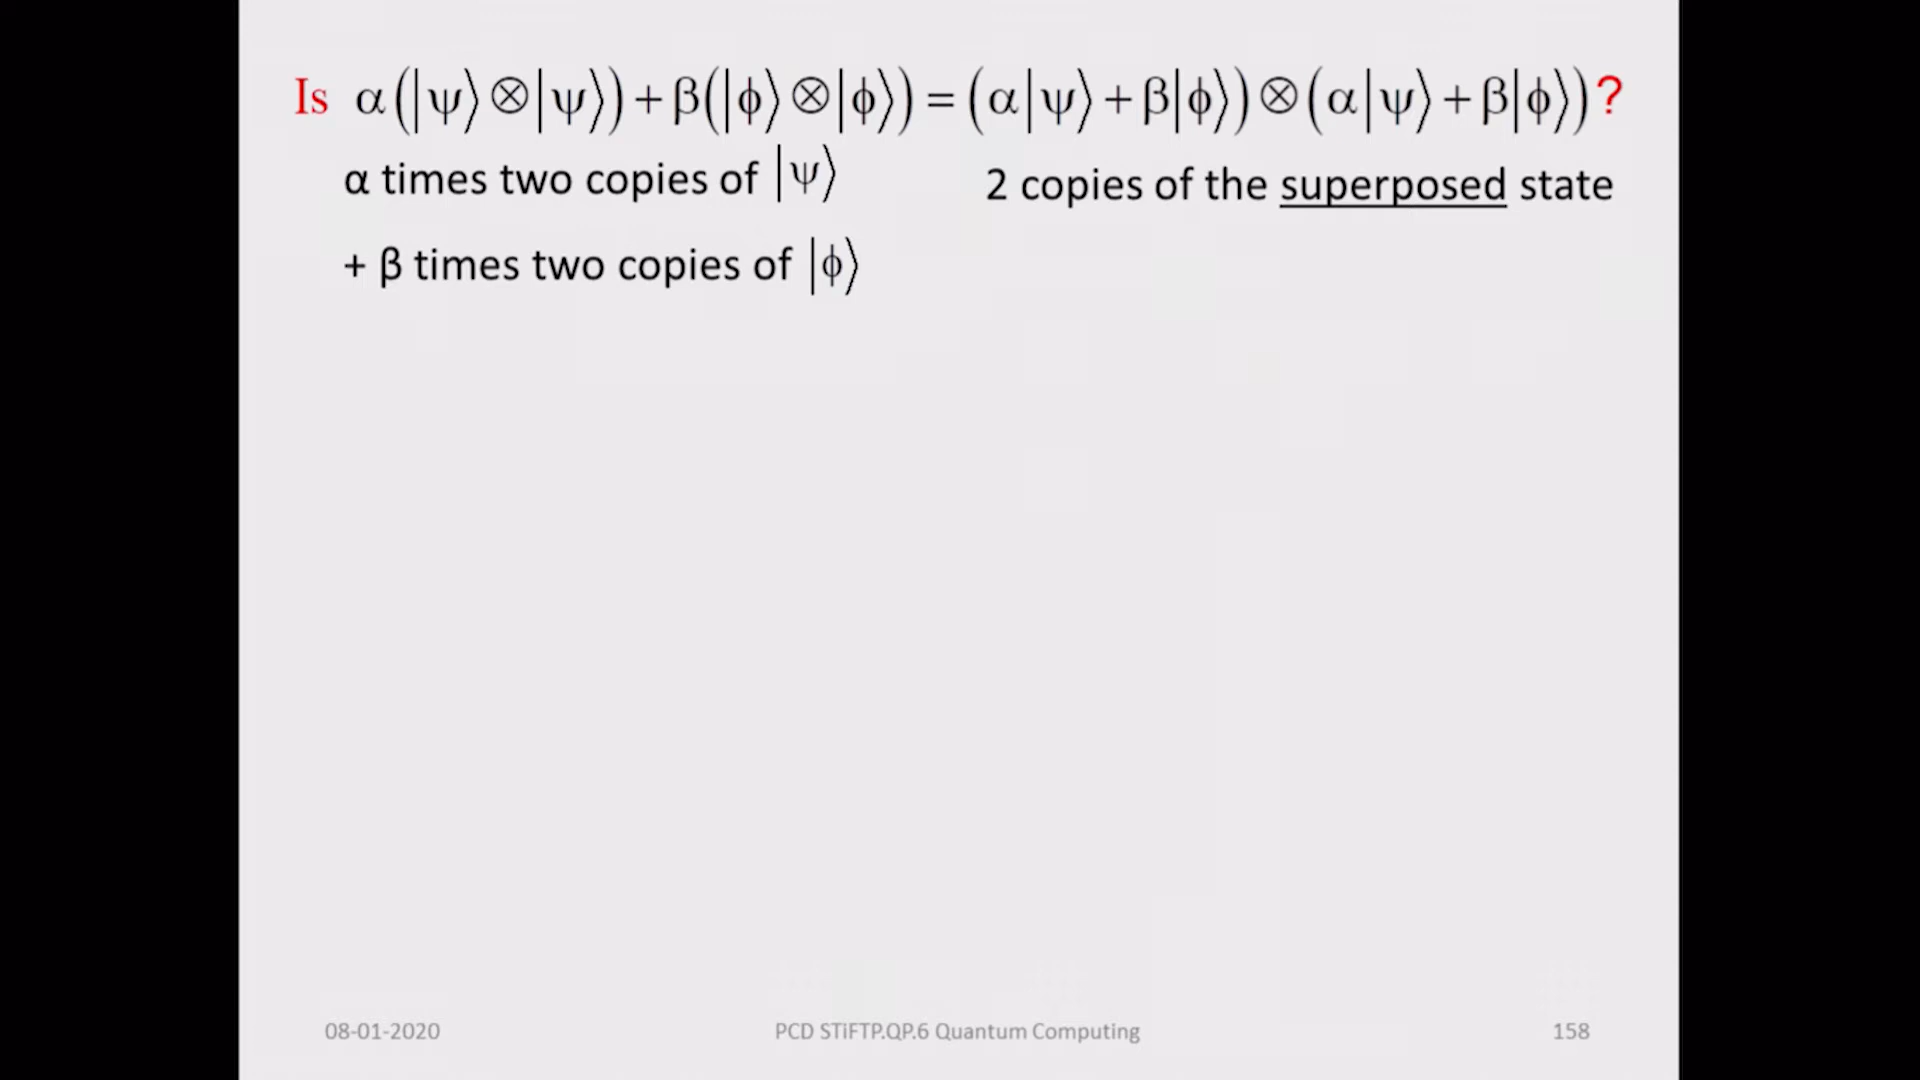 Is α(|ψ⟩⊗|ψ⟩)+β(|ϕ⟩⊗|ϕ⟩)=(α|ψ⟩+β|ϕ⟩)⊗(α|ψ⟩+β|ϕ⟩)?
α times two copies of |ψ⟩
2 copies of the superposed state
+ β times two copies of |ϕ⟩
08-01-2020
PCD STiFTP.QP.6 Quantum Computing
158